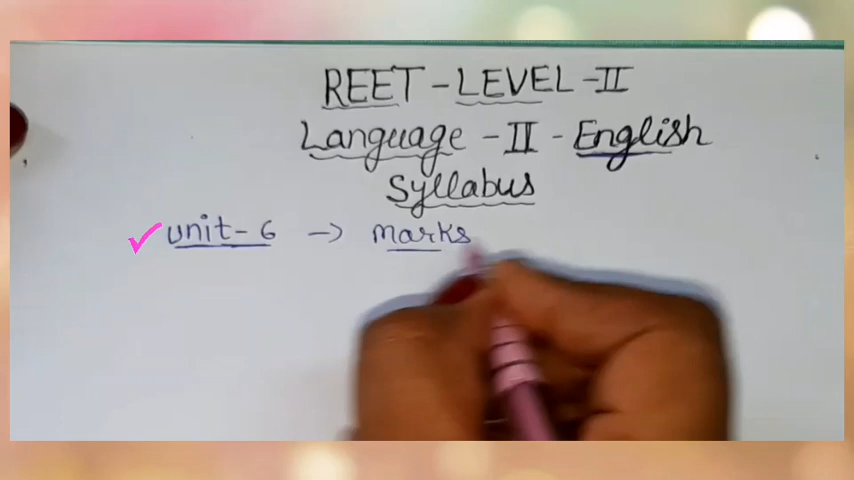 REET - LEVEL - II
Language - II - English
Syllabus
✓ unit - 6 → marks